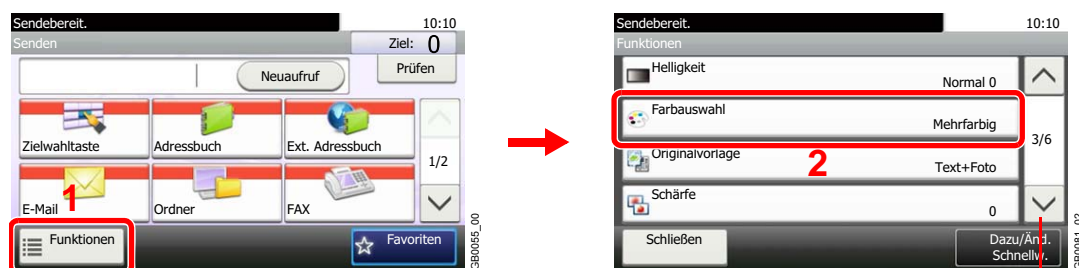 Sendebereit. 10:10
Senden Ziel: 0
Neuaufruf Prüfen
Zielwahltaste Adressbuch Ext. Adressbuch
1/2
1
E-Mail Ordner FAX
Funktionen Favoriten
GB0055_00
Sendebereit. 10:10
Funktionen
Helligkeit
Normal 0
Farbauswahl
Mehrfarbig
3/6
Originalvorlage
2
Text+Foto
Schärfe
0
Schließen Dazu/Änd.
Schnellw.
GB0081_02